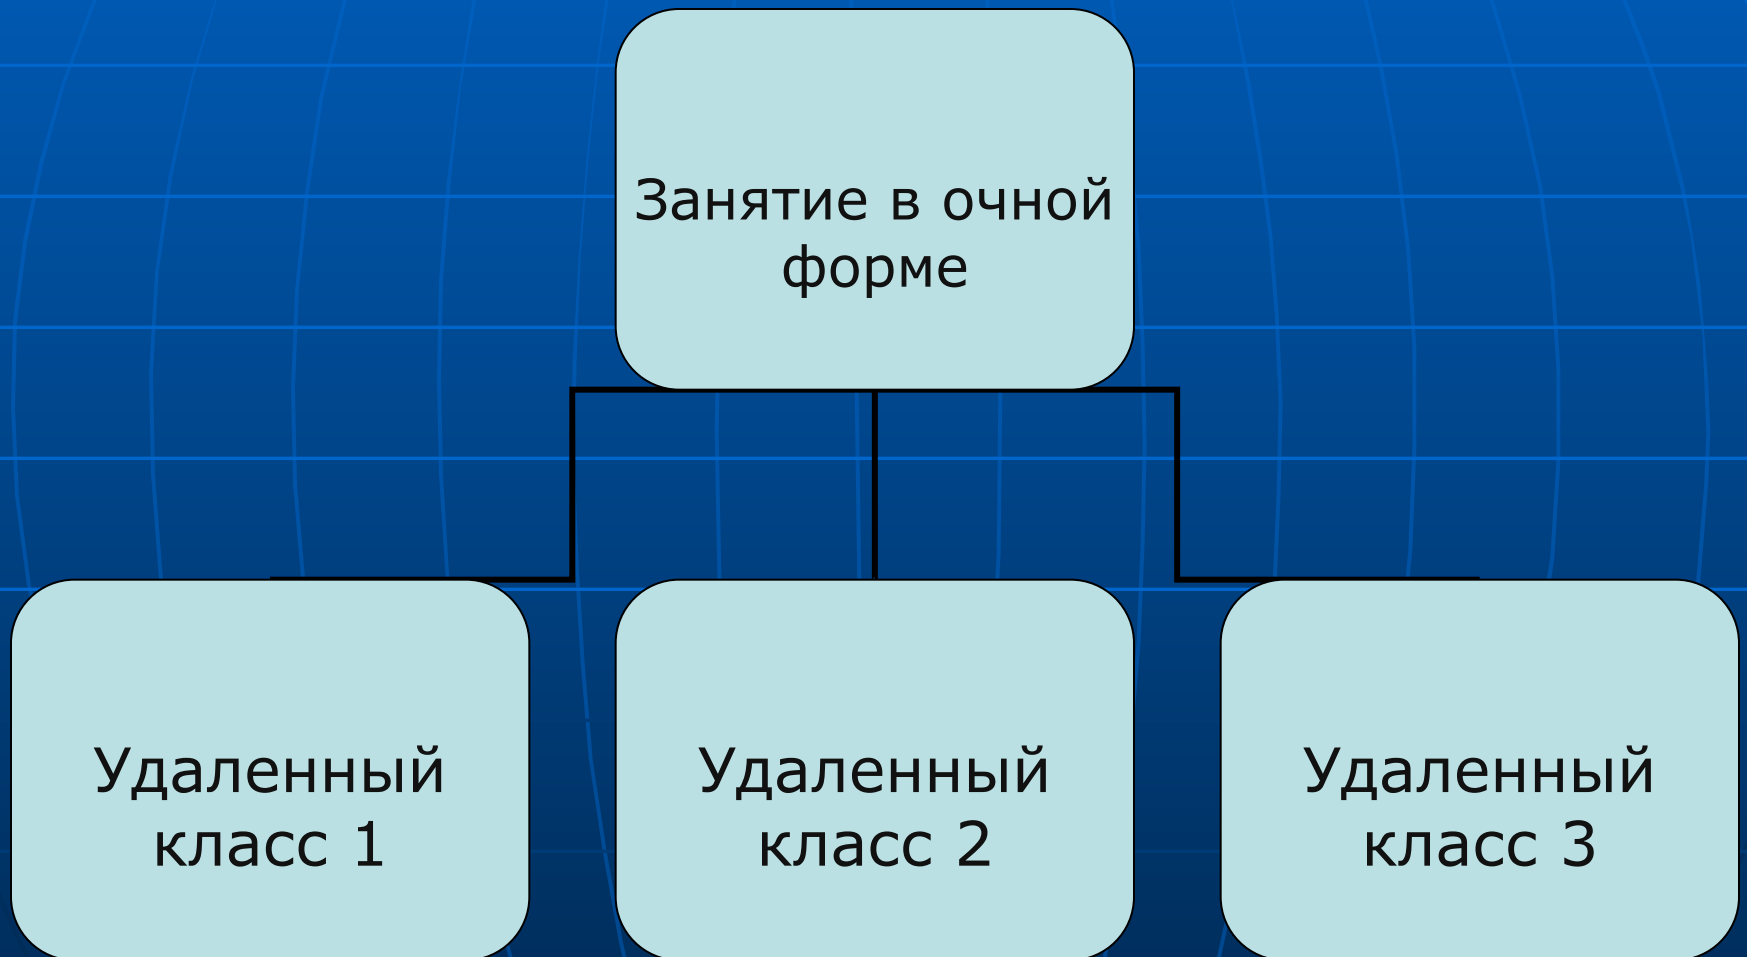 Занятие в очной
форме
Удаленный
класс 1
Удаленный
класс 2
Удаленный
класс 3